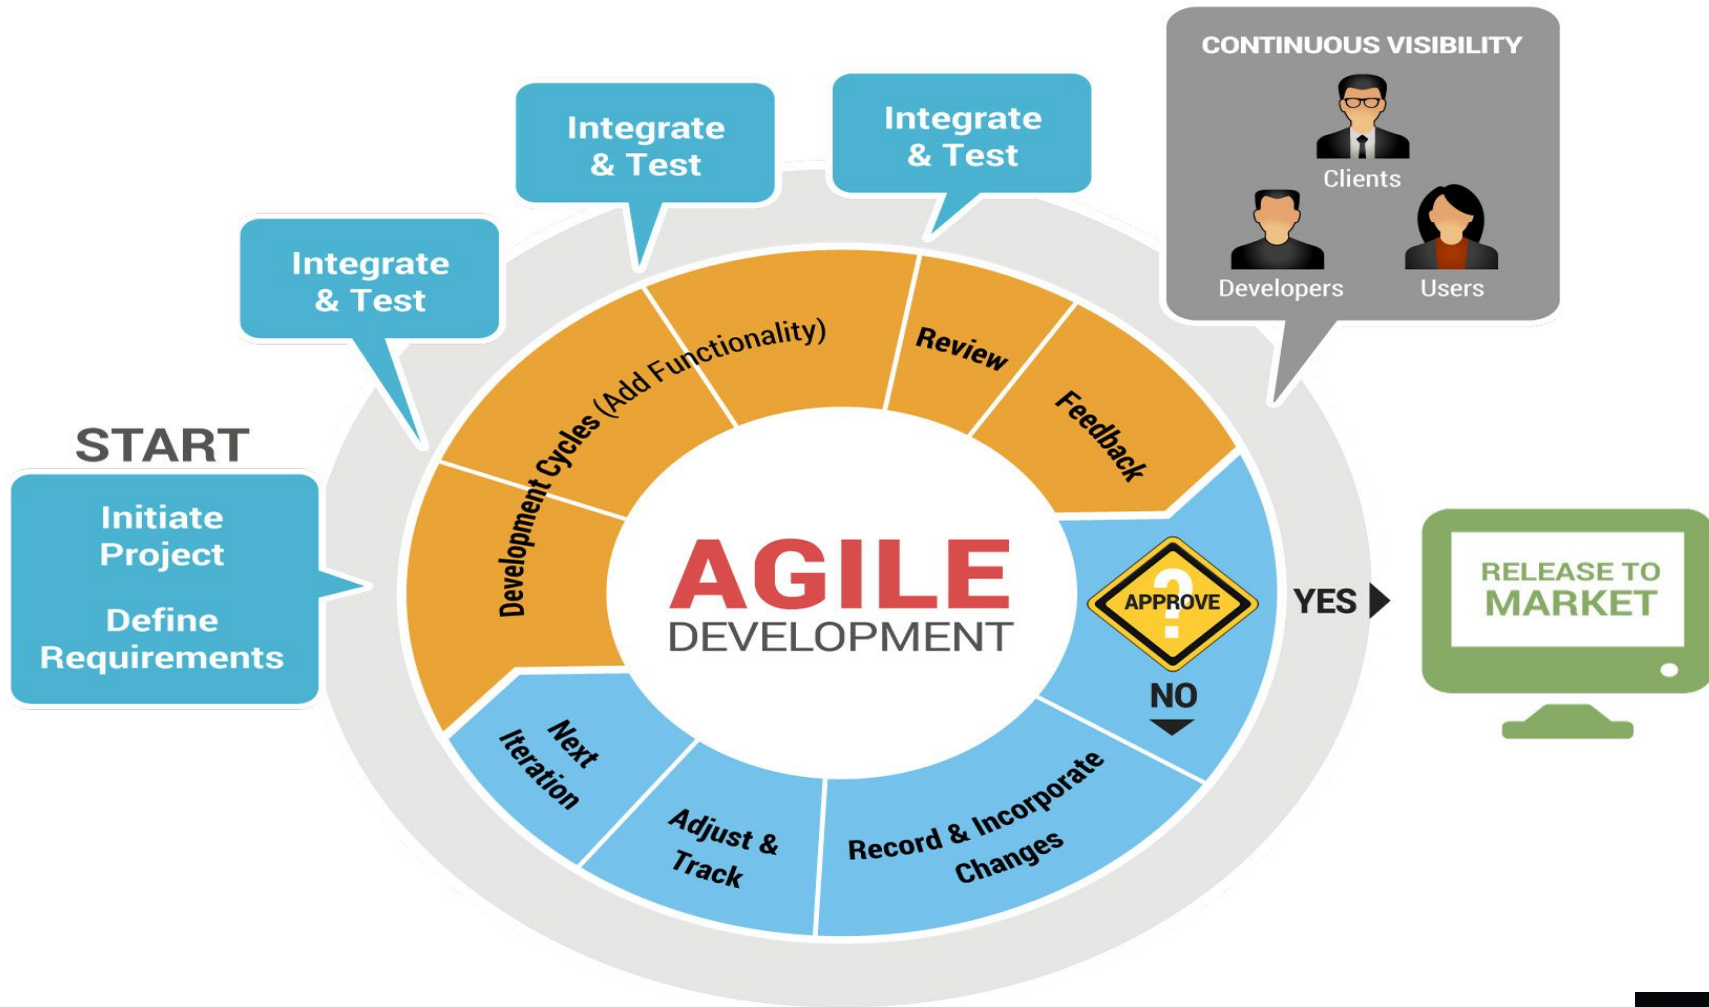 START
Initiate
Project
Define
Requirements
Integrate
& Test
Integrate
& Test
Integrate
& Test
CONTINUOUS VISIBILITY
Clients
Developers
Users
Development Cycles (Add Functionality)
Review
Feedback
?
APPROVE
YES
NO
RELEASE TO
MARKET
Record & Incorporate
Changes
Adjust &
Track
Next
Iteration
AGILE
DEVELOPMENT